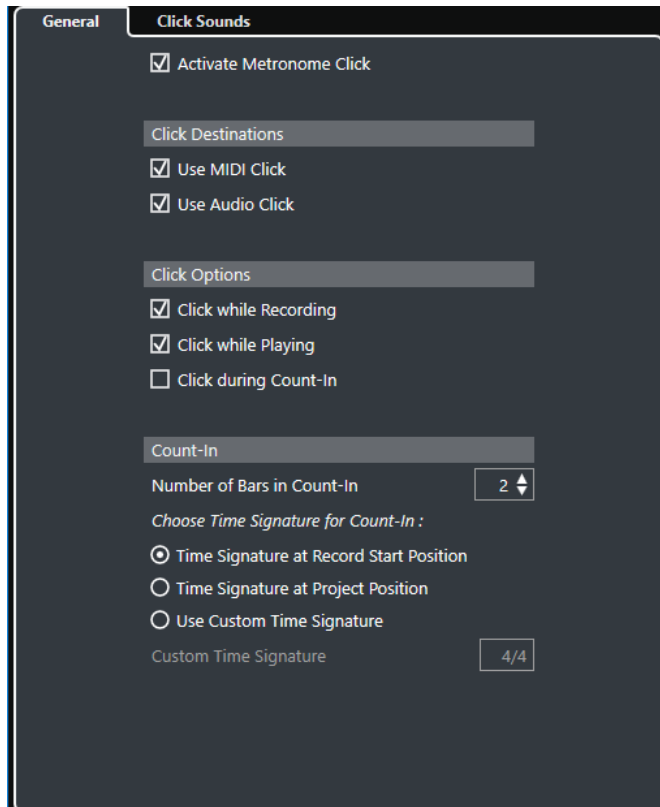 General Click Sounds
Activate Metronome Click
Click Destinations
Use MIDI Click
Use Audio Click
Click Options
Click while Recording
Click while Playing
Click during Count-In
Count-In
Number of Bars in Count-In 2
Choose Time Signature for Count-In :
Time Signature at Record Start Position
Time Signature at Project Position
Use Custom Time Signature
Custom Time Signature 4/4